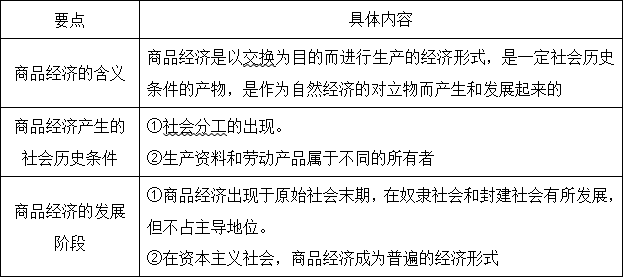 要点 具体内容
商品经济的含义
商品经济是以交换为目的而进行生产的经济形式，是一定社会历史
条件的产物，是作为自然经济的对立物而产生和发展起来的
商品经济产生的
社会历史条件
①社会分工的出现。
②生产资料和劳动产品属于不同的所有者
商品经济的发展
阶段
①商品经济出现于原始社会末期，在奴隶社会和封建社会有所发展，
但不占主导地位。
②在资本主义社会，商品经济成为普遍的经济形式